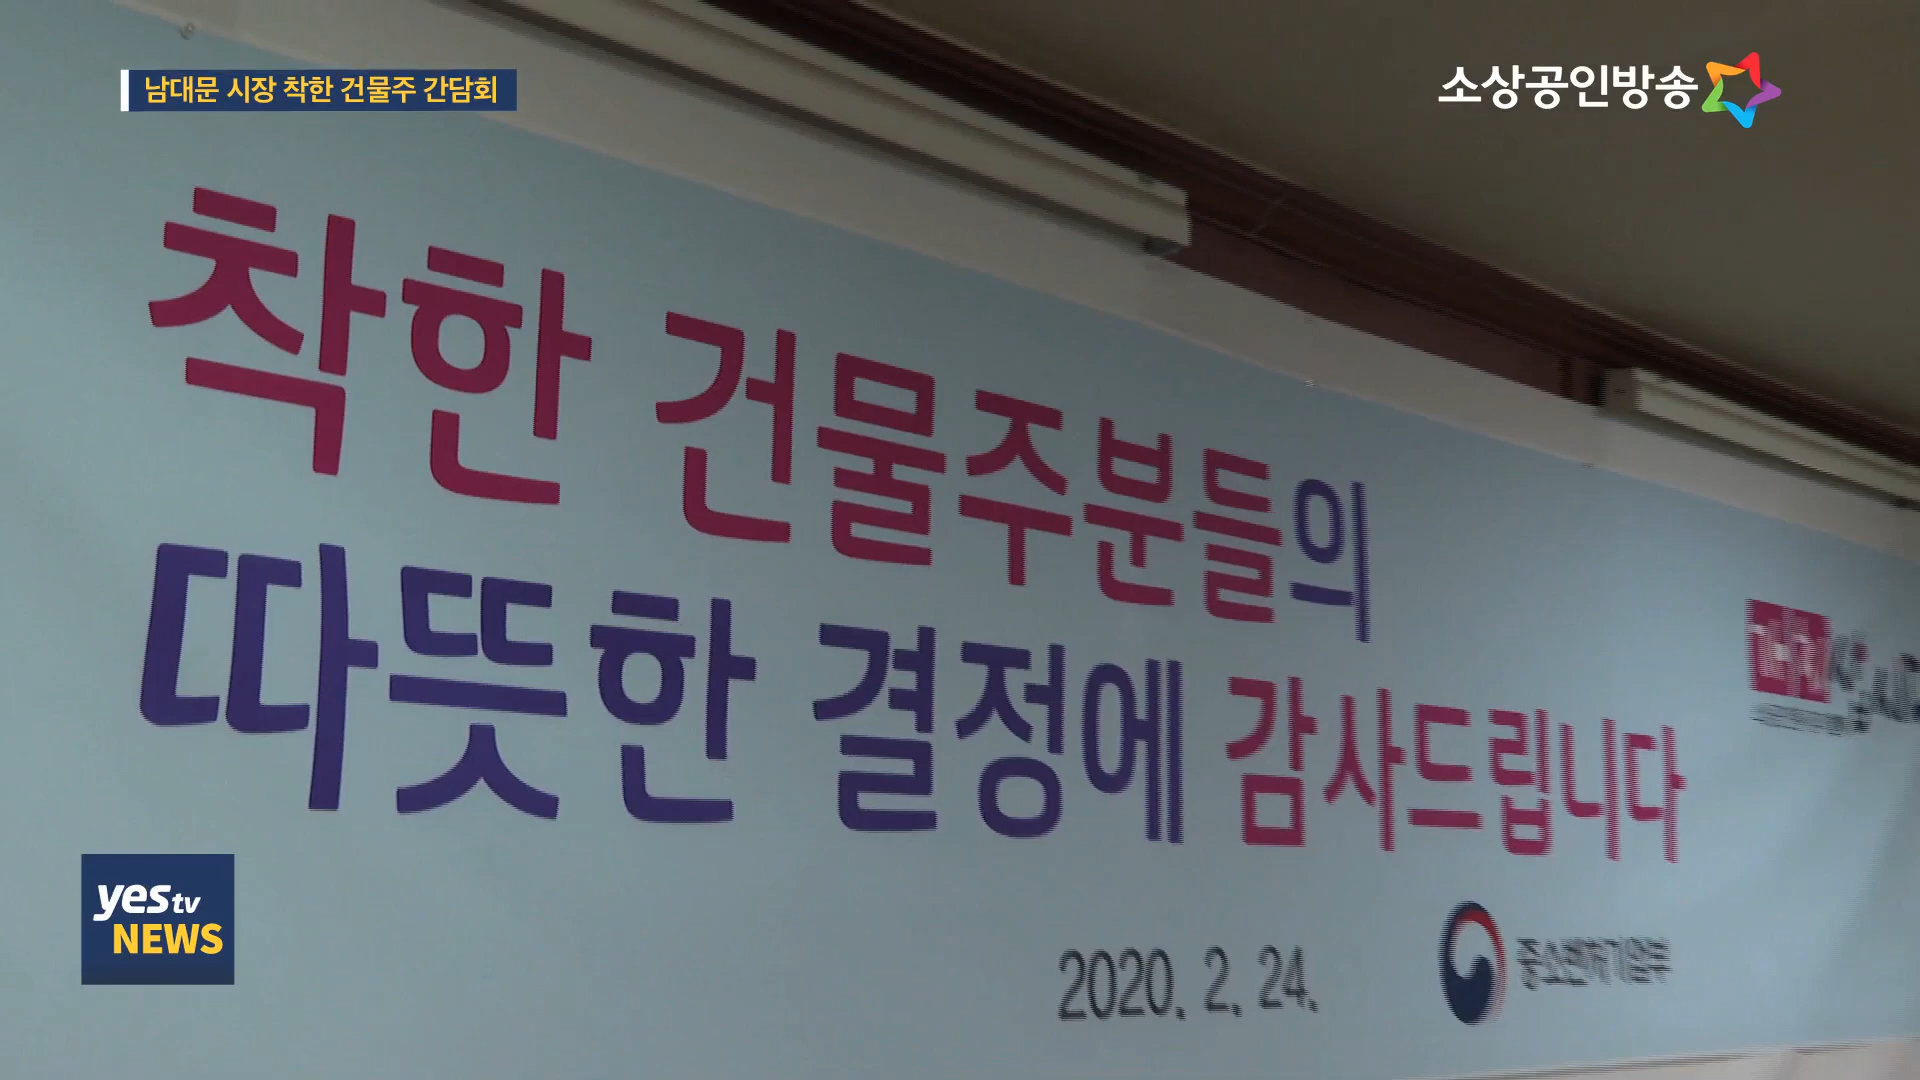 남대문 시장 착한 건물주 간담회
소상공인방송
착한 건물주분들의
따뜻한 결정에 감사드립니다
2020. 2. 24.
중소벤처기업부
yes tv
NEWS